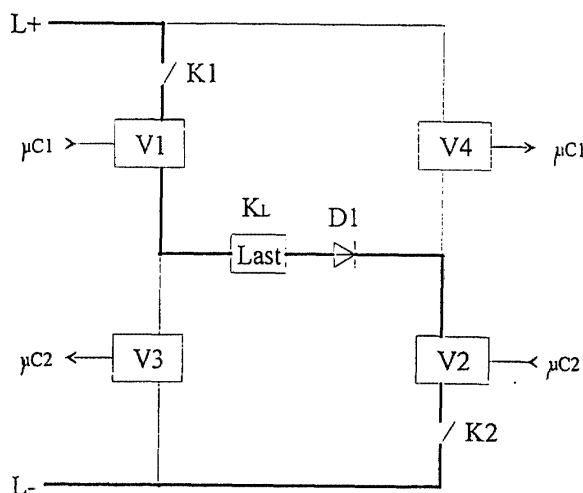 L+
K1
μC1
V1
V4
μC1
KL
D1
Last
μC2
V3
V2
μC2
K2
L-